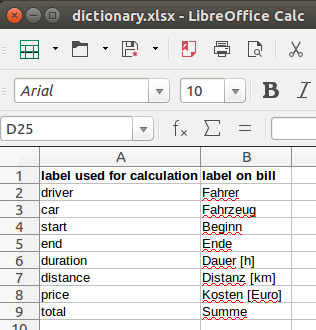 dictionary.xlsx - LibreOffice Calc
Arial 10 B I
D25 fx Σ =
A B
1 label used for calculation label on bill
2 driver Fahrer
3 car Fahrzeug
4 start Beginn
5 end Ende
6 duration Dauer [h]
7 distance Distanz [km]
8 price Kosten [Euro]
9 total Summe
10